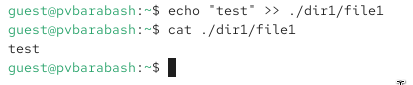 guest@pvbarabash:~$ echo "test" >> ./dir1/file1
guest@pvbarabash:~$ cat ./dir1/file1
test
guest@pvbarabash:~$